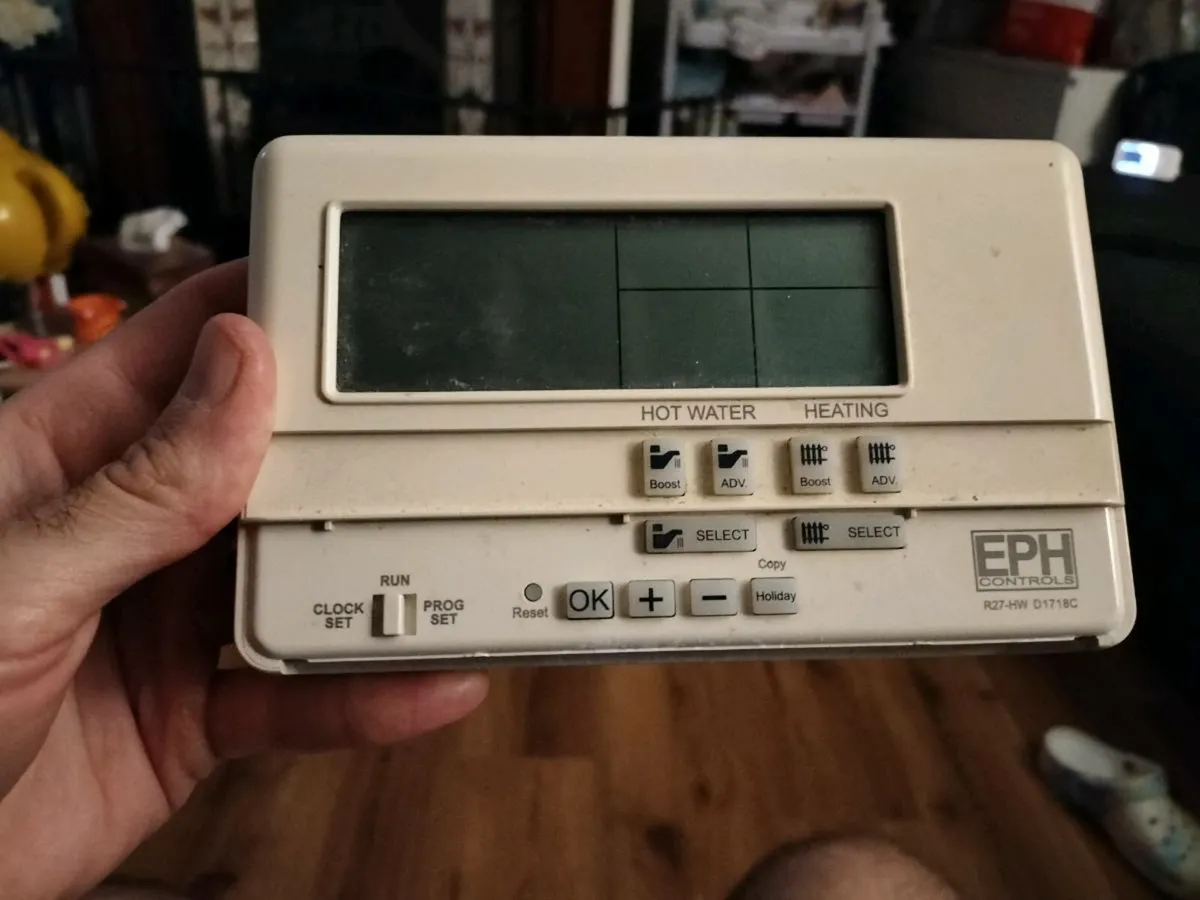 HOT WATER HEATING
Boost ADV. Boost ADV.
SELECT SELECT
EPH
CONTROLS
R27-HW D1718C
Copy
RUN
CLOCK SET
PROG SET
Reset OK + − Holiday